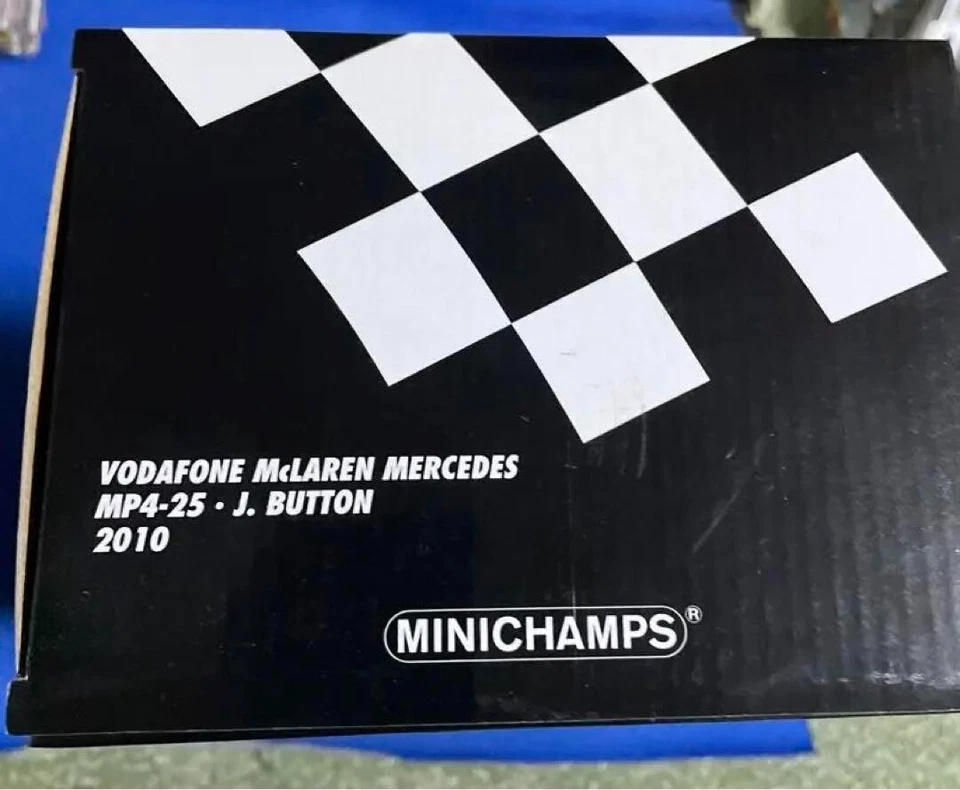 VODAFONE McLAREN MERCEDES
MP4-25 • J. BUTTON
2010
MINICHAMPS®